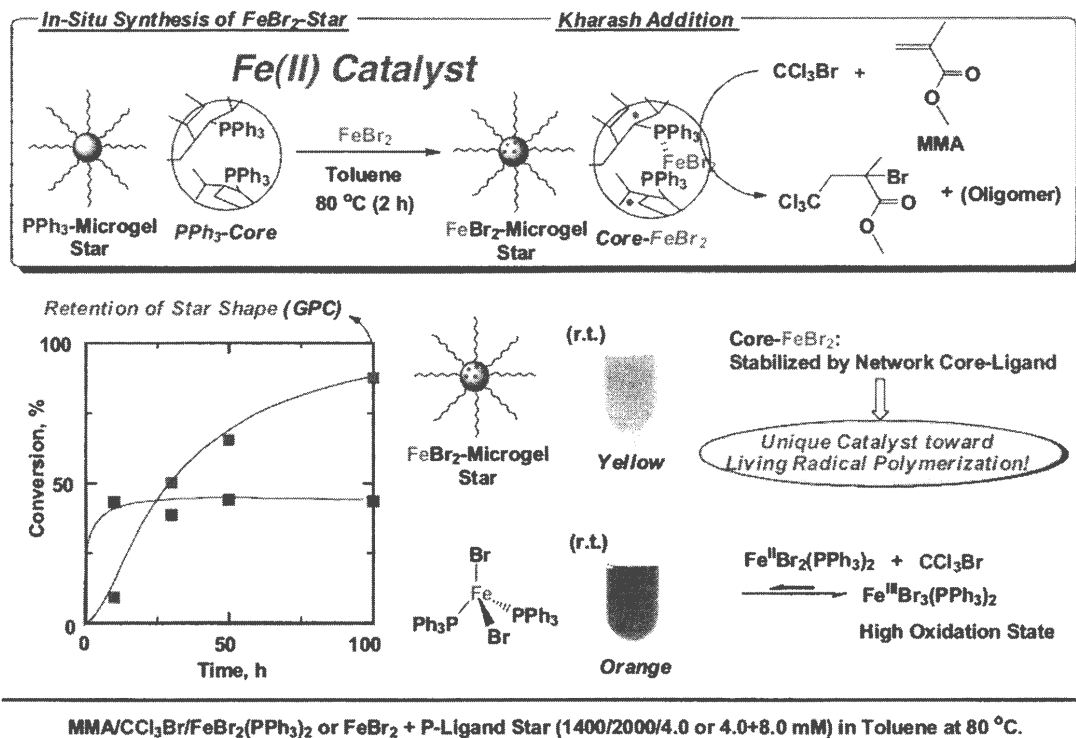 In-Situ Synthesis of FeBr2-Star
Kharash Addition
Fe(II) Catalyst
PPh3
PPh3
FeBr2
Toluene
80 °C (2 h)
PPh3-Microgel
Star
PPh3-Core
FeBr2-Microgel
Star
*
PPh3
FeBr2
PPh3
*
Core-FeBr2
CCl3Br +
O
O
MMA
Cl3C
Br
O
O
+ (Oligomer)
Retention of Star Shape (GPC)
100
50
0
Conversion, %
0
50
100
Time, h
FeBr2-Microgel
Star
(r.t.)
Yellow
Core-FeBr2:
Stabilized by Network Core-Ligand
Unique Catalyst toward
Living Radical Polymerization!
Br
Fe
Ph3P
PPh3
Br
(r.t.)
Orange
FeIIBr2(PPh3)2 + CCl3Br
FeIIIBr3(PPh3)2
High Oxidation State
MMA/CCl3Br/FeBr2(PPh3)2 or FeBr2 + P-Ligand Star (1400/2000/4.0 or 4.0+8.0 mM) in Toluene at 80 °C.